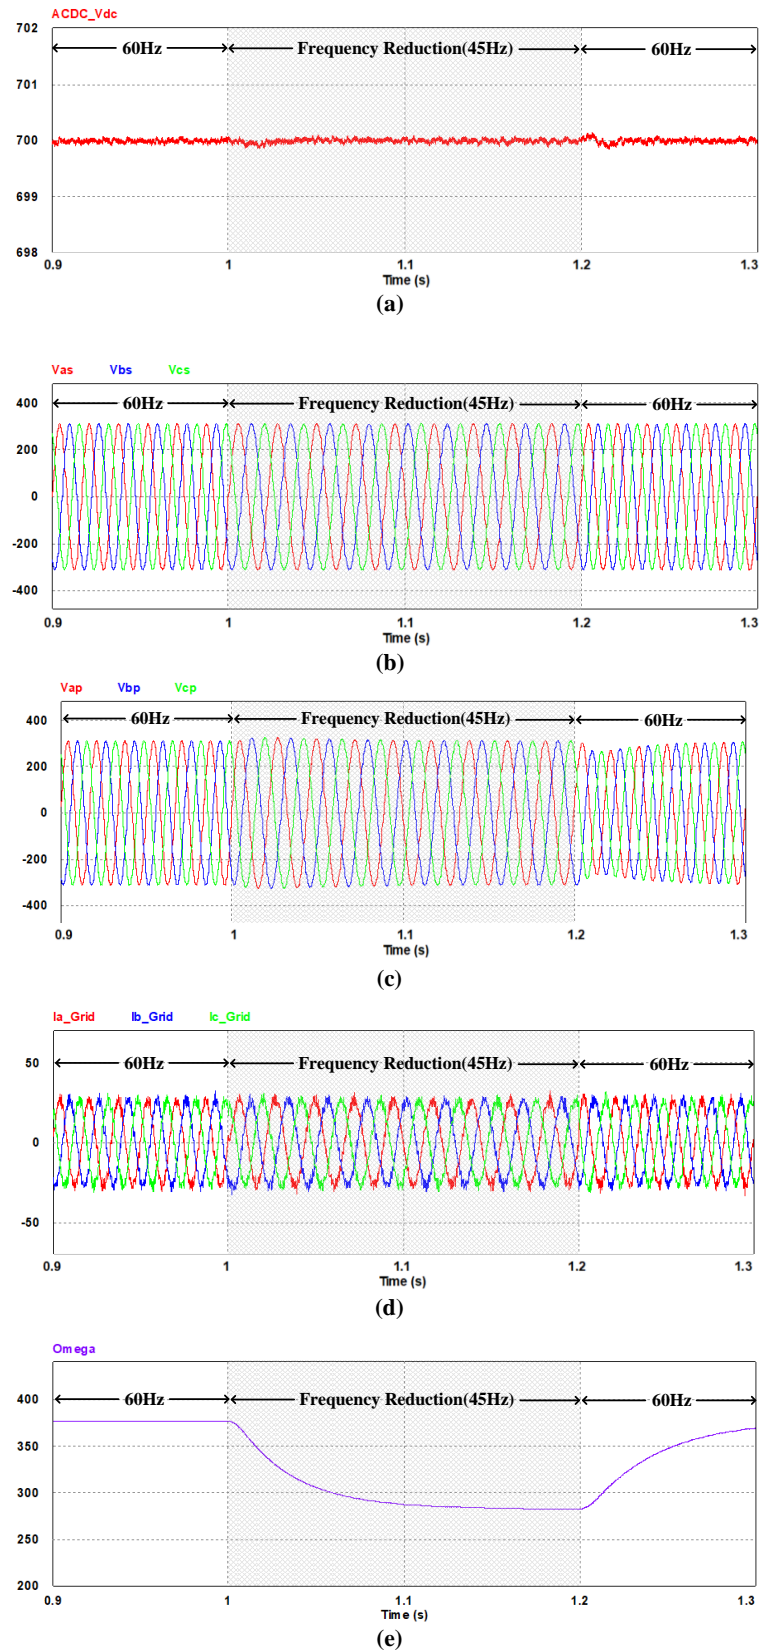 ACDC_Vdc
702
60Hz Frequency Reduction(45Hz) 60Hz
701
700
699
698
0.9 1 1.1 1.2 1.3
Time (s)
(a)
Vas Vbs Vcs
400
60Hz Frequency Reduction(45Hz) 60Hz
200
0
-200
-400
0.9 1 1.1 1.2 1.3
Time (s)
(b)
Vap Vbp Vcp
400
60Hz Frequency Reduction(45Hz) 60Hz
200
0
-200
-400
0.9 1 1.1 1.2 1.3
Time (s)
(c)
Ia_Grid Ib_Grid Ic_Grid
50
60Hz Frequency Reduction(45Hz) 60Hz
0
-50
0.9 1 1.1 1.2 1.3
Time (s)
(d)
Omega
400
60Hz Frequency Reduction(45Hz) 60Hz
350
300
250
200
0.9 1 1.1 1.2 1.3
Time (s)
(e)